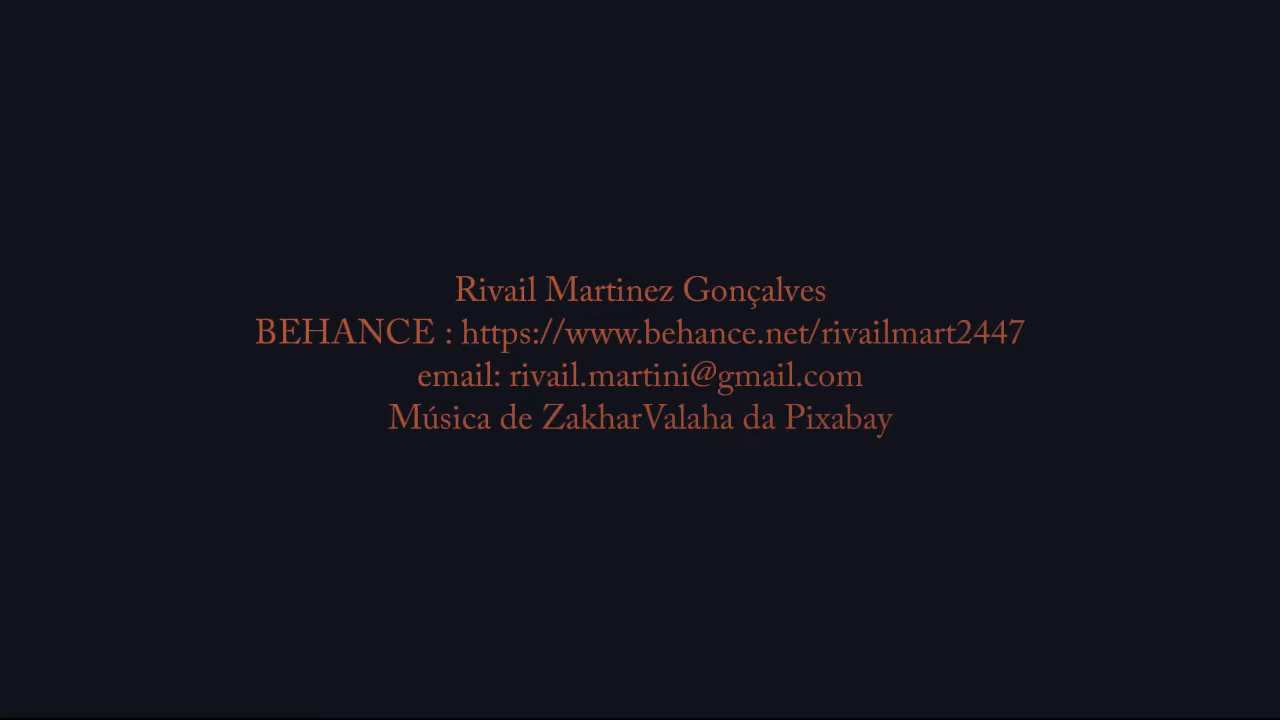 Rivail Martinez Gonçalves
BEHANCE : https://www.behance.net/rivailmart2447
email: rivail.martini@gmail.com
Música de ZakharValaha da Pixabay